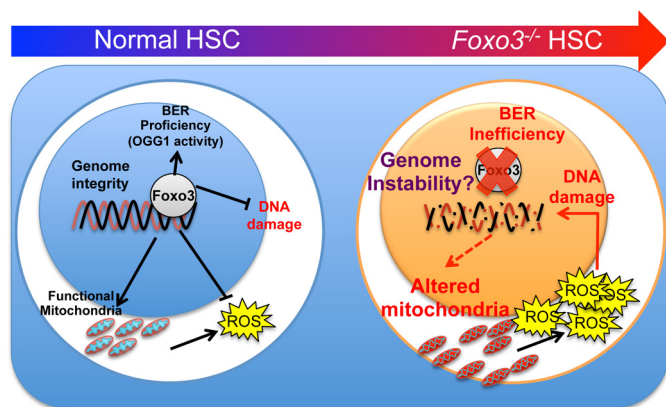 Normal HSC
Foxo3-/- HSC
BER
Proficiency
(OGG1 activity)
Genome
integrity
Foxo3
DNA
damage
Functional
Mitochondria
ROS
BER
Inefficiency
Genome
Instability?
Foxo3
DNA
damage
Altered
mitochondria
ROS
ROS
ROS
OS